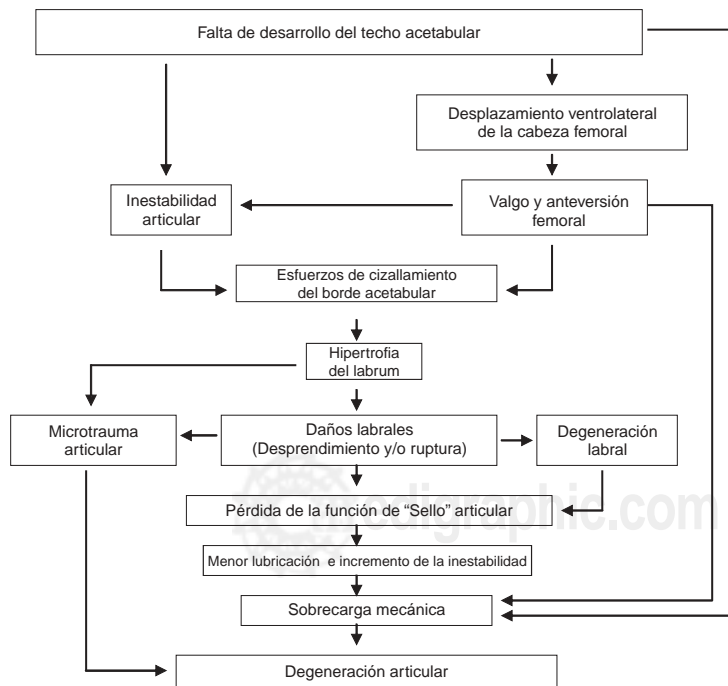 Falta de desarrollo del techo acetabular
Desplazamiento ventrolateral
de la cabeza femoral
Inestabilidad
articular
Valgo y anteversión
femoral
Esfuerzos de cizallamiento
del borde acetabular
Hipertrofia
del labrum
Microtrauma
articular
Daños labrales
(Desprendimiento y/o ruptura)
Degeneración
labral
medigraphic.com
Pérdida de la función de “Sello” articular
Menor lubricación e incremento de la inestabilidad
Sobrecarga mecánica
Degeneración articular